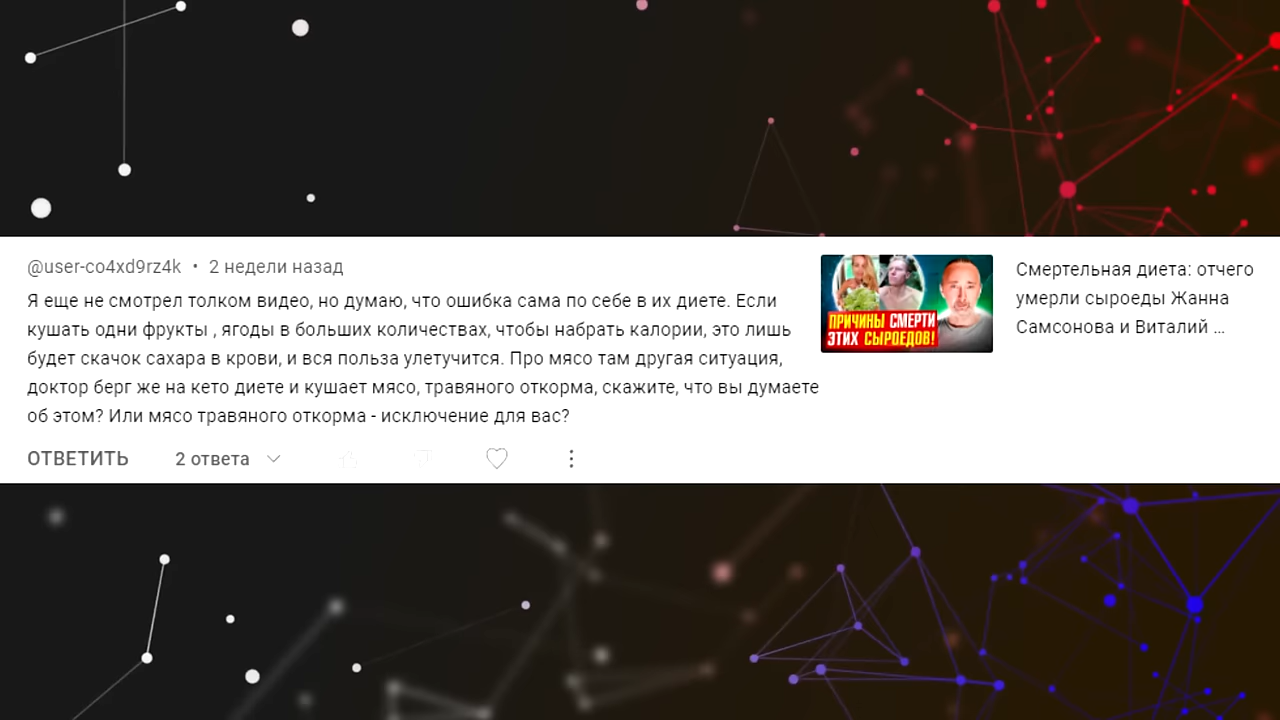 @user-co4xd9rz4k • 2 недели назад
Я еще не смотрел толком видео, но думаю, что ошибка сама по себе в их диете. Если
кушать одни фрукты , ягоды в больших количествах, чтобы набрать калории, это лишь
будет скачок сахара в крови, и вся польза улетучится. Про мясо там другая ситуация,
доктор берг же на кето диете и кушает мясо, травяного откорма, скажите, что вы думаете
об этом? Или мясо травяного откорма - исключение для вас?
ОТВЕТИТЬ 2 ответа
ПРИЧИНЫ СМЕРТИ
ЭТИХ СЫРОЕДОВ!
Смертельная диета: отчего
умерли сыроеды Жанна
Самсонова и Виталий ...